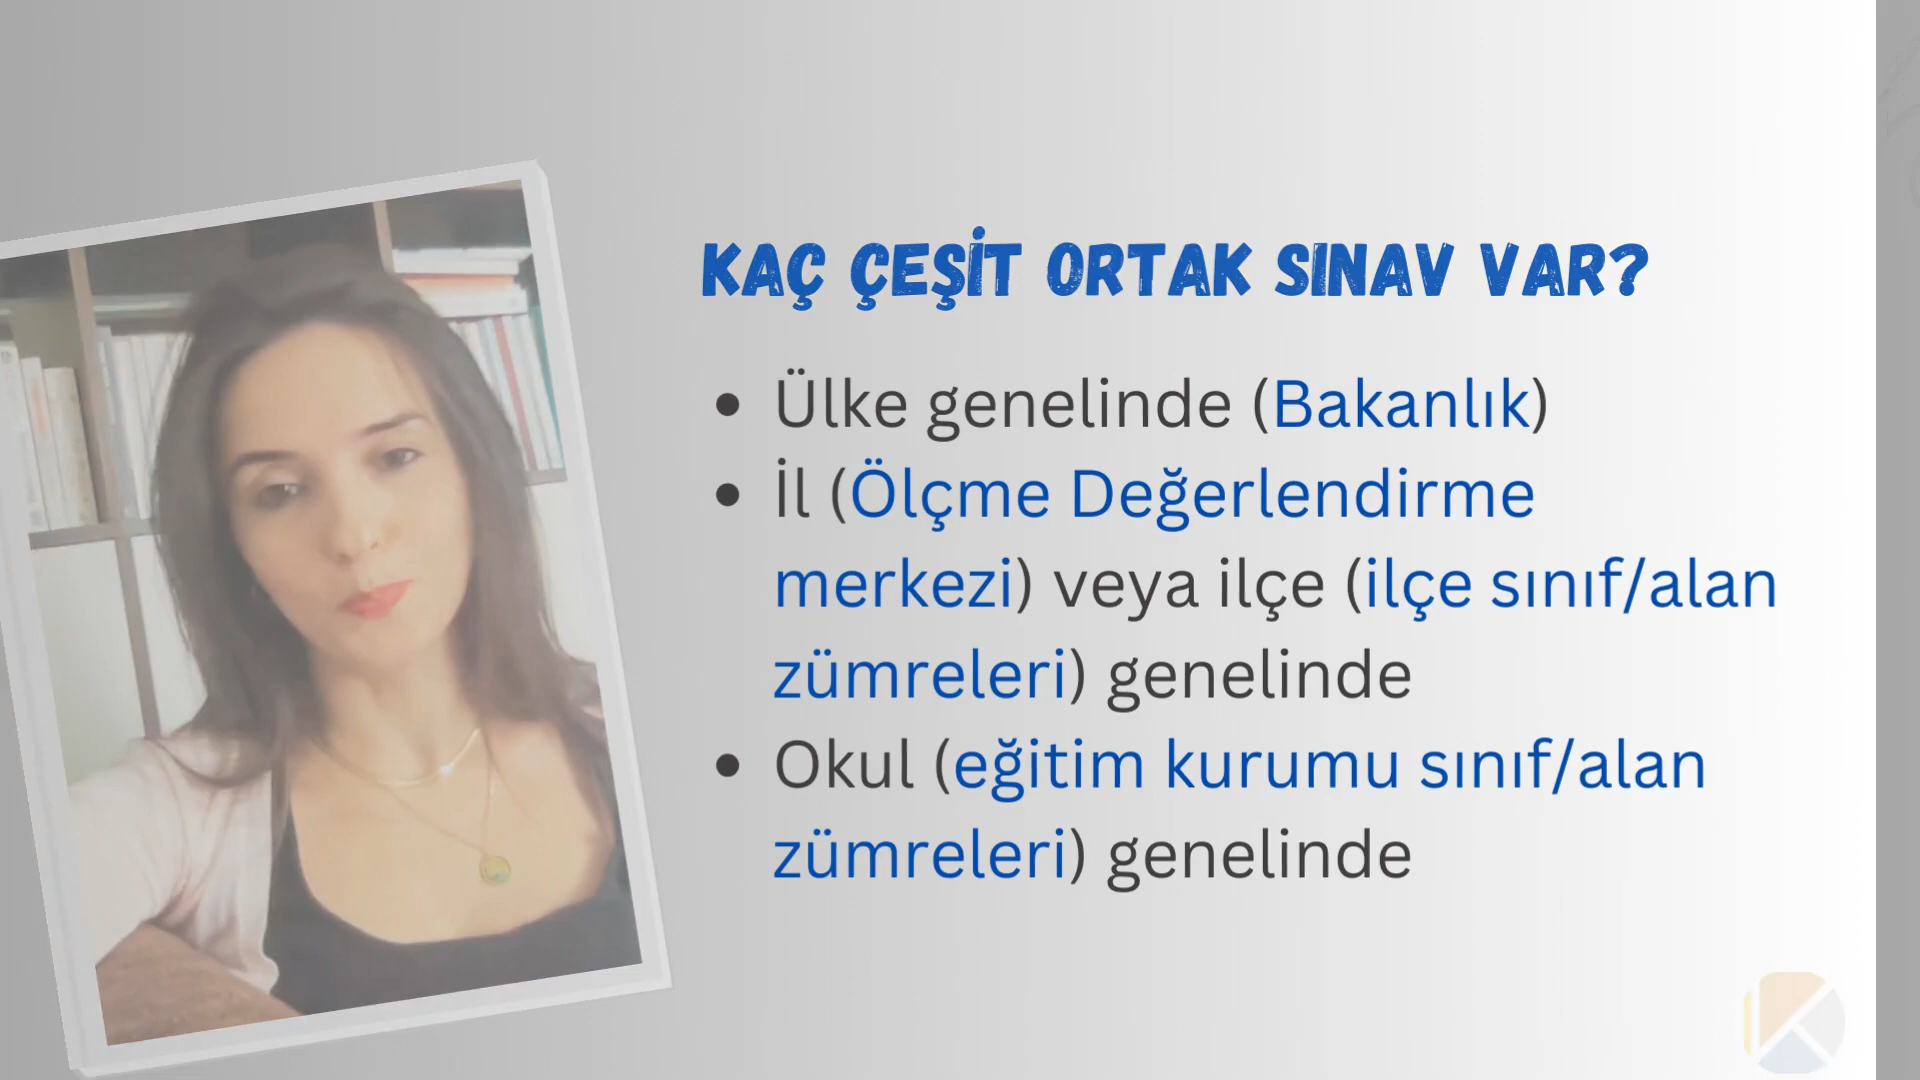 KAÇ ÇEŞİT ORTAK SINAV VAR?
• Ülke genelinde (Bakanlık)
• İl (Ölçme Değerlendirme
merkezi) veya ilçe (ilçe sınıf/alan
zümreleri) genelinde
• Okul (eğitim kurumu sınıf/alan
zümreleri) genelinde